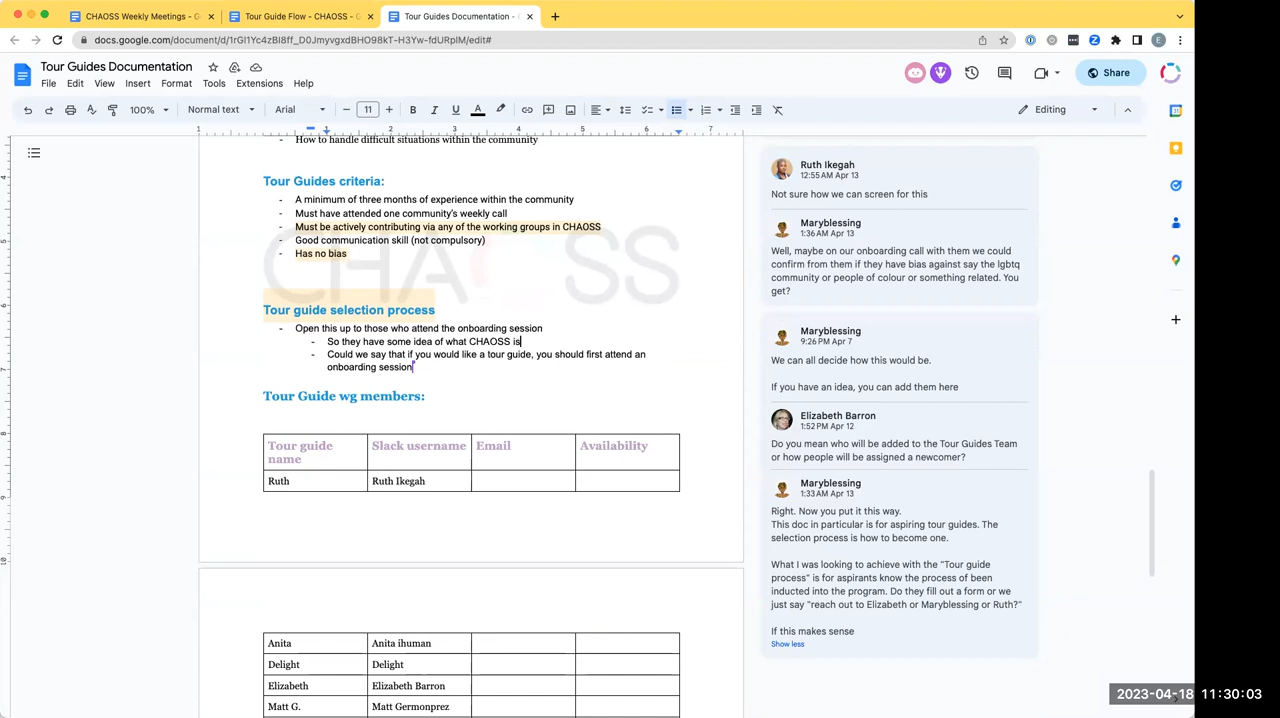 CHAOSS Weekly Meetings - G
Tour Guide Flow - CHAOSS - G
Tour Guides Documentation -
docs.google.com/document/d/1rGl1Yc4zBI8ff_D0JmyvgxdBHO98kT-H3Yw-fdURpIM/edit#
E
Tour Guides Documentation
File Edit View Insert Format Tools Extensions Help
Share
100% Normal text Arial 11 B I U A Editing
1 1 2 3 4 5 6 7
How to handle difficult situations within the community
Tour Guides criteria:
- A minimum of three months of experience within the community
- Must have attended one community's weekly call
- Must be actively contributing via any of the working groups in CHAOSS
- Good communication skill (not compulsory)
- Has no bias
CHAOSS
Tour guide selection process
- Open this up to those who attend the onboarding session
- So they have some idea of what CHAOSS is
- Could we say that if you would like a tour guide, you should first attend an
onboarding session
Tour Guide wg members:
Tour guide name Slack username Email Availability
Ruth Ruth Ikegah
Anita Anita ihuman
Delight Delight
Elizabeth Elizabeth Barron
Matt G. Matt Germonprez
Ruth Ikegah
12:55 AM Apr 13
Not sure how we can screen for this
Maryblessing
1:36 AM Apr 13
Well, maybe on our onboarding call with them we could
confirm from them if they have bias against say the lgbtq
community or people of colour or something related. You
get?
Maryblessing
9:26 PM Apr 7
We can all decide how this would be.
If you have an idea, you can add them here
Elizabeth Barron
1:52 PM Apr 12
Do you mean who will be added to the Tour Guides Team
or how people will be assigned a newcomer?
Maryblessing
1:33 AM Apr 13
Right. Now you put it this way.
This doc in particular is for aspiring tour guides. The
selection process is how to become one.
What I was looking to achieve with the "Tour guide
process" is for aspirants know the process of been
inducted into the program. Do they fill out a form or we
just say "reach out to Elizabeth or Maryblessing or Ruth?"
If this makes sense
Show less
2023-04-18 11:30:03